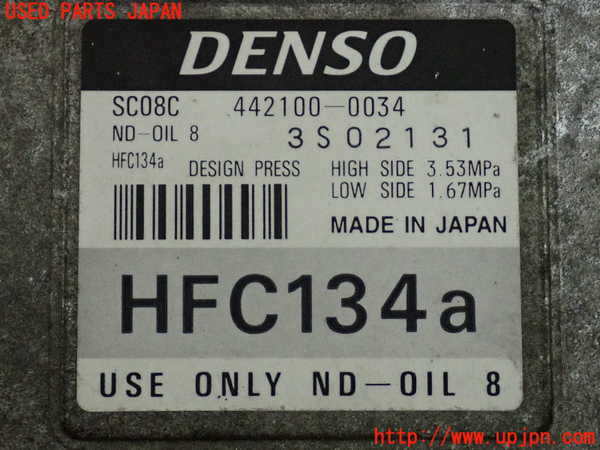 USED PARTS JAPAN
DENSO
SC08C 442100-0034
ND-OIL 8 3S02131
HFC134a DESIGN PRESS HIGH SIDE 3.53MPa
LOW SIDE 1.67MPa
MADE IN JAPAN
HFC134a
USE ONLY ND-OIL 8
http://www.upjpn.com/